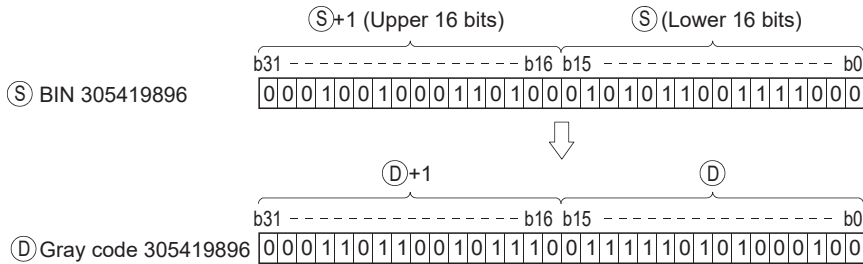 Ⓢ+1 (Upper 16 bits) Ⓢ (Lower 16 bits)
b31 b16 b15 b0
Ⓢ BIN 305419896 0 0 0 1 0 0 1 0 0 0 1 1 0 1 0 0 0 1 0 1 0 1 1 0 0 1 1 1 1 0 0 0
Ⓓ+1 Ⓓ
b31 b16 b15 b0
Ⓓ Gray code 305419896 0 0 0 1 1 0 1 1 0 0 1 0 1 1 1 0 0 1 1 1 1 1 0 1 0 1 0 0 0 1 0 0